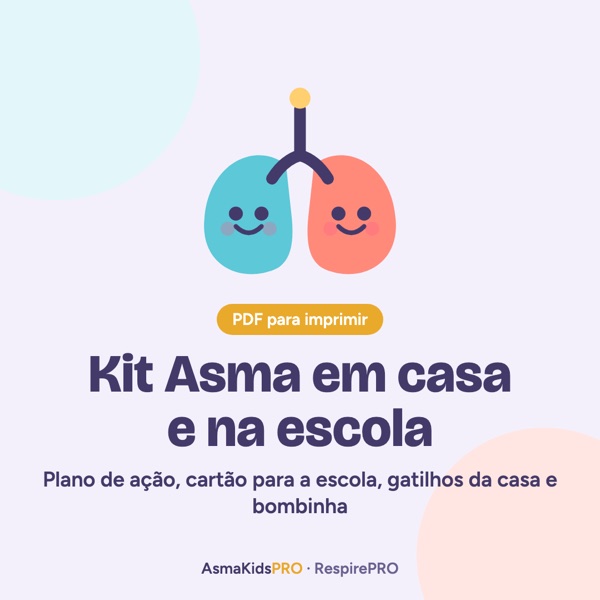 PDF para imprimir
Kit Asma em casa
e na escola
Plano de ação, cartão para a escola, gatilhos da casa e
bombinha
AsmaKidsPRO · RespirePRO